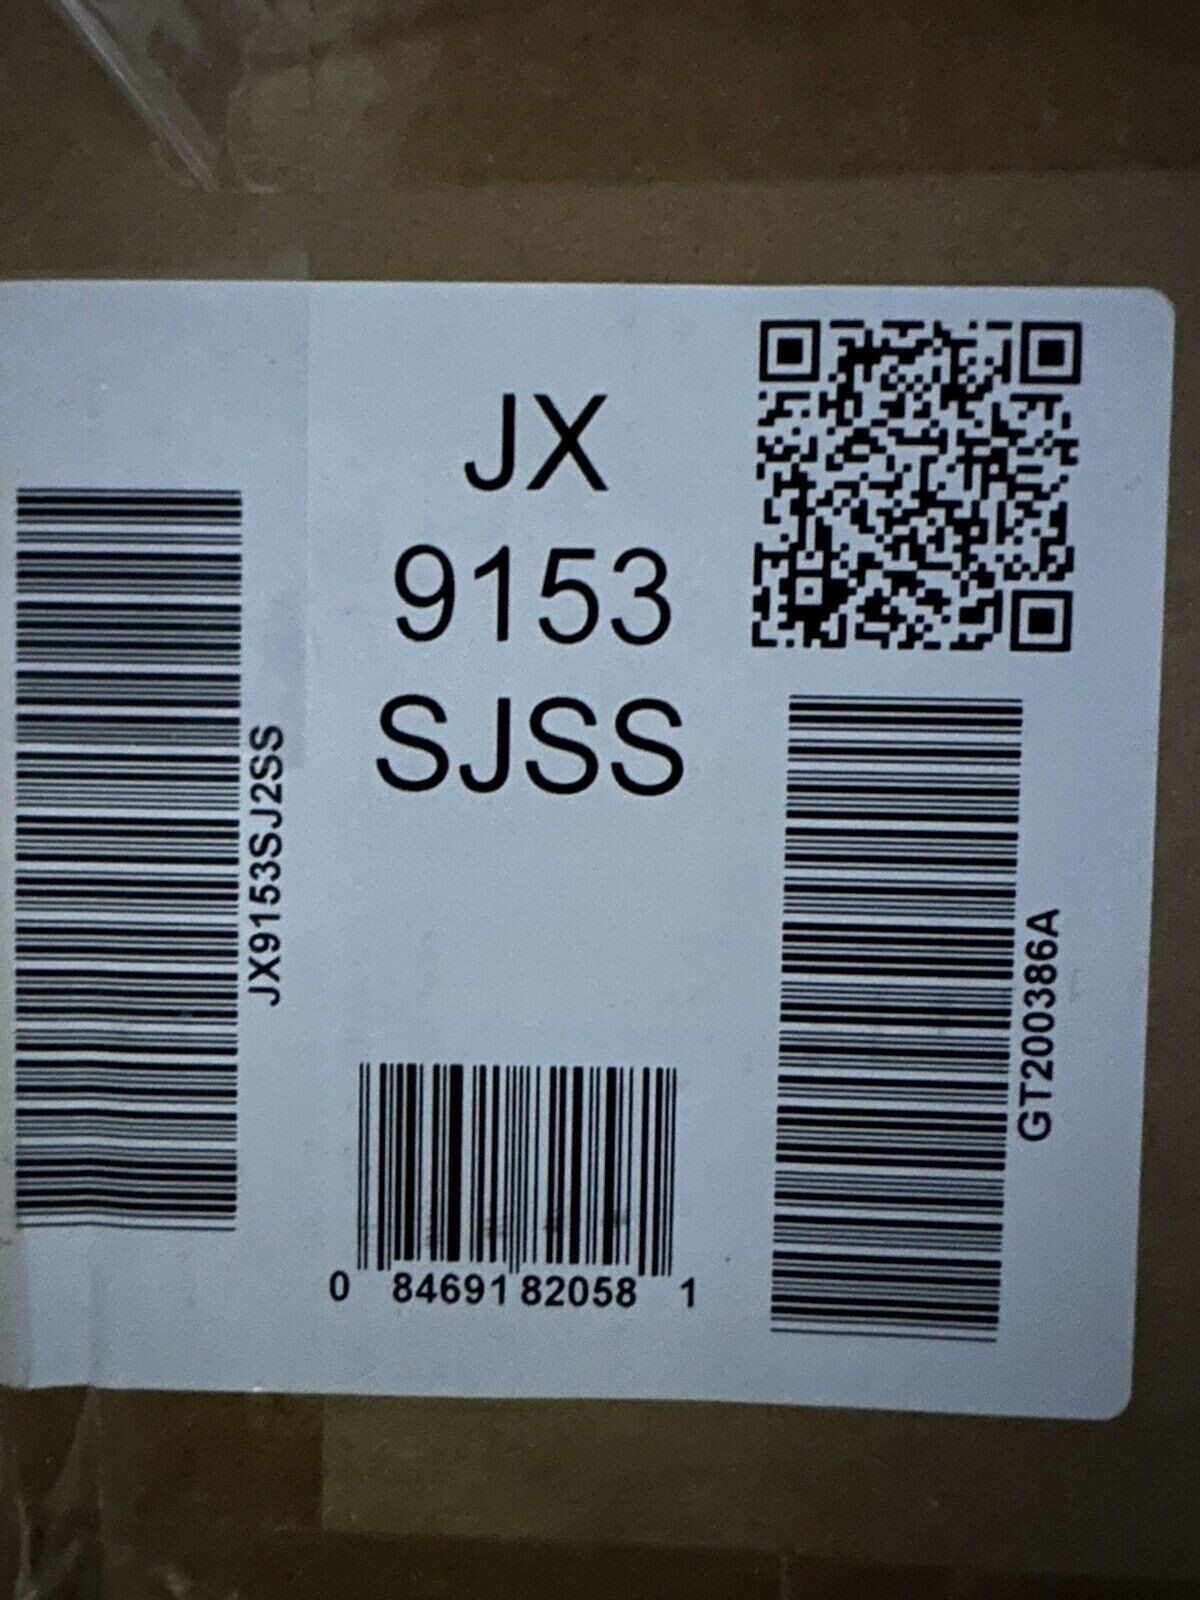 JX
9153
SJSS
JX9153SJ2SS
GT200386A
0 84691 82058 1